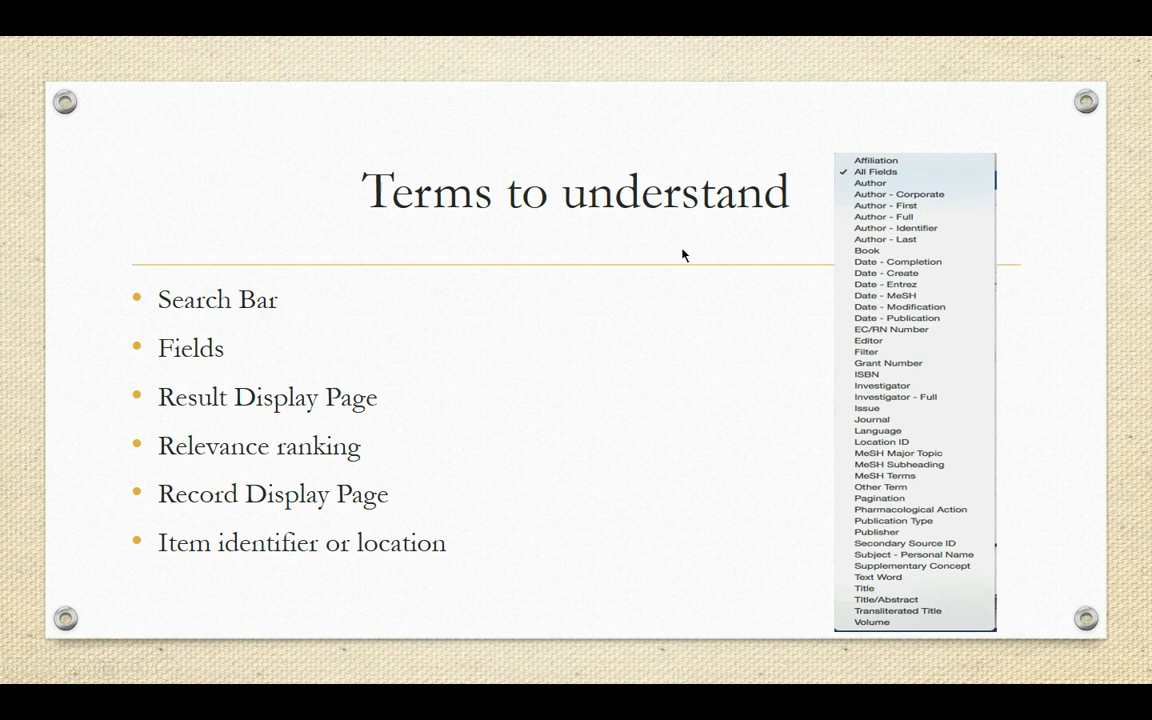 Terms to understand
Search Bar
Fields
Result Display Page
Relevance ranking
Record Display Page
Item identifier or location
Affiliation
All Fields
Author
Author - Corporate
Author - First
Author - Full
Author - Identifier
Author - Last
Book
Date - Completion
Date - Create
Date - Entrez
Date - MeSH
Date - Modification
Date - Publication
EC/RN Number
Editor
Filter
Grant Number
ISBN
Investigator
Investigator - Full
Issue
Journal
Language
Location ID
MeSH Major Topic
MeSH Subheading
MeSH Terms
Other Term
Pagination
Pharmacological Action
Publication Type
Publisher
Secondary Source ID
Subject - Personal Name
Supplementary Concept
Text Word
Title
Title/Abstract
Transliterated Title
Volume